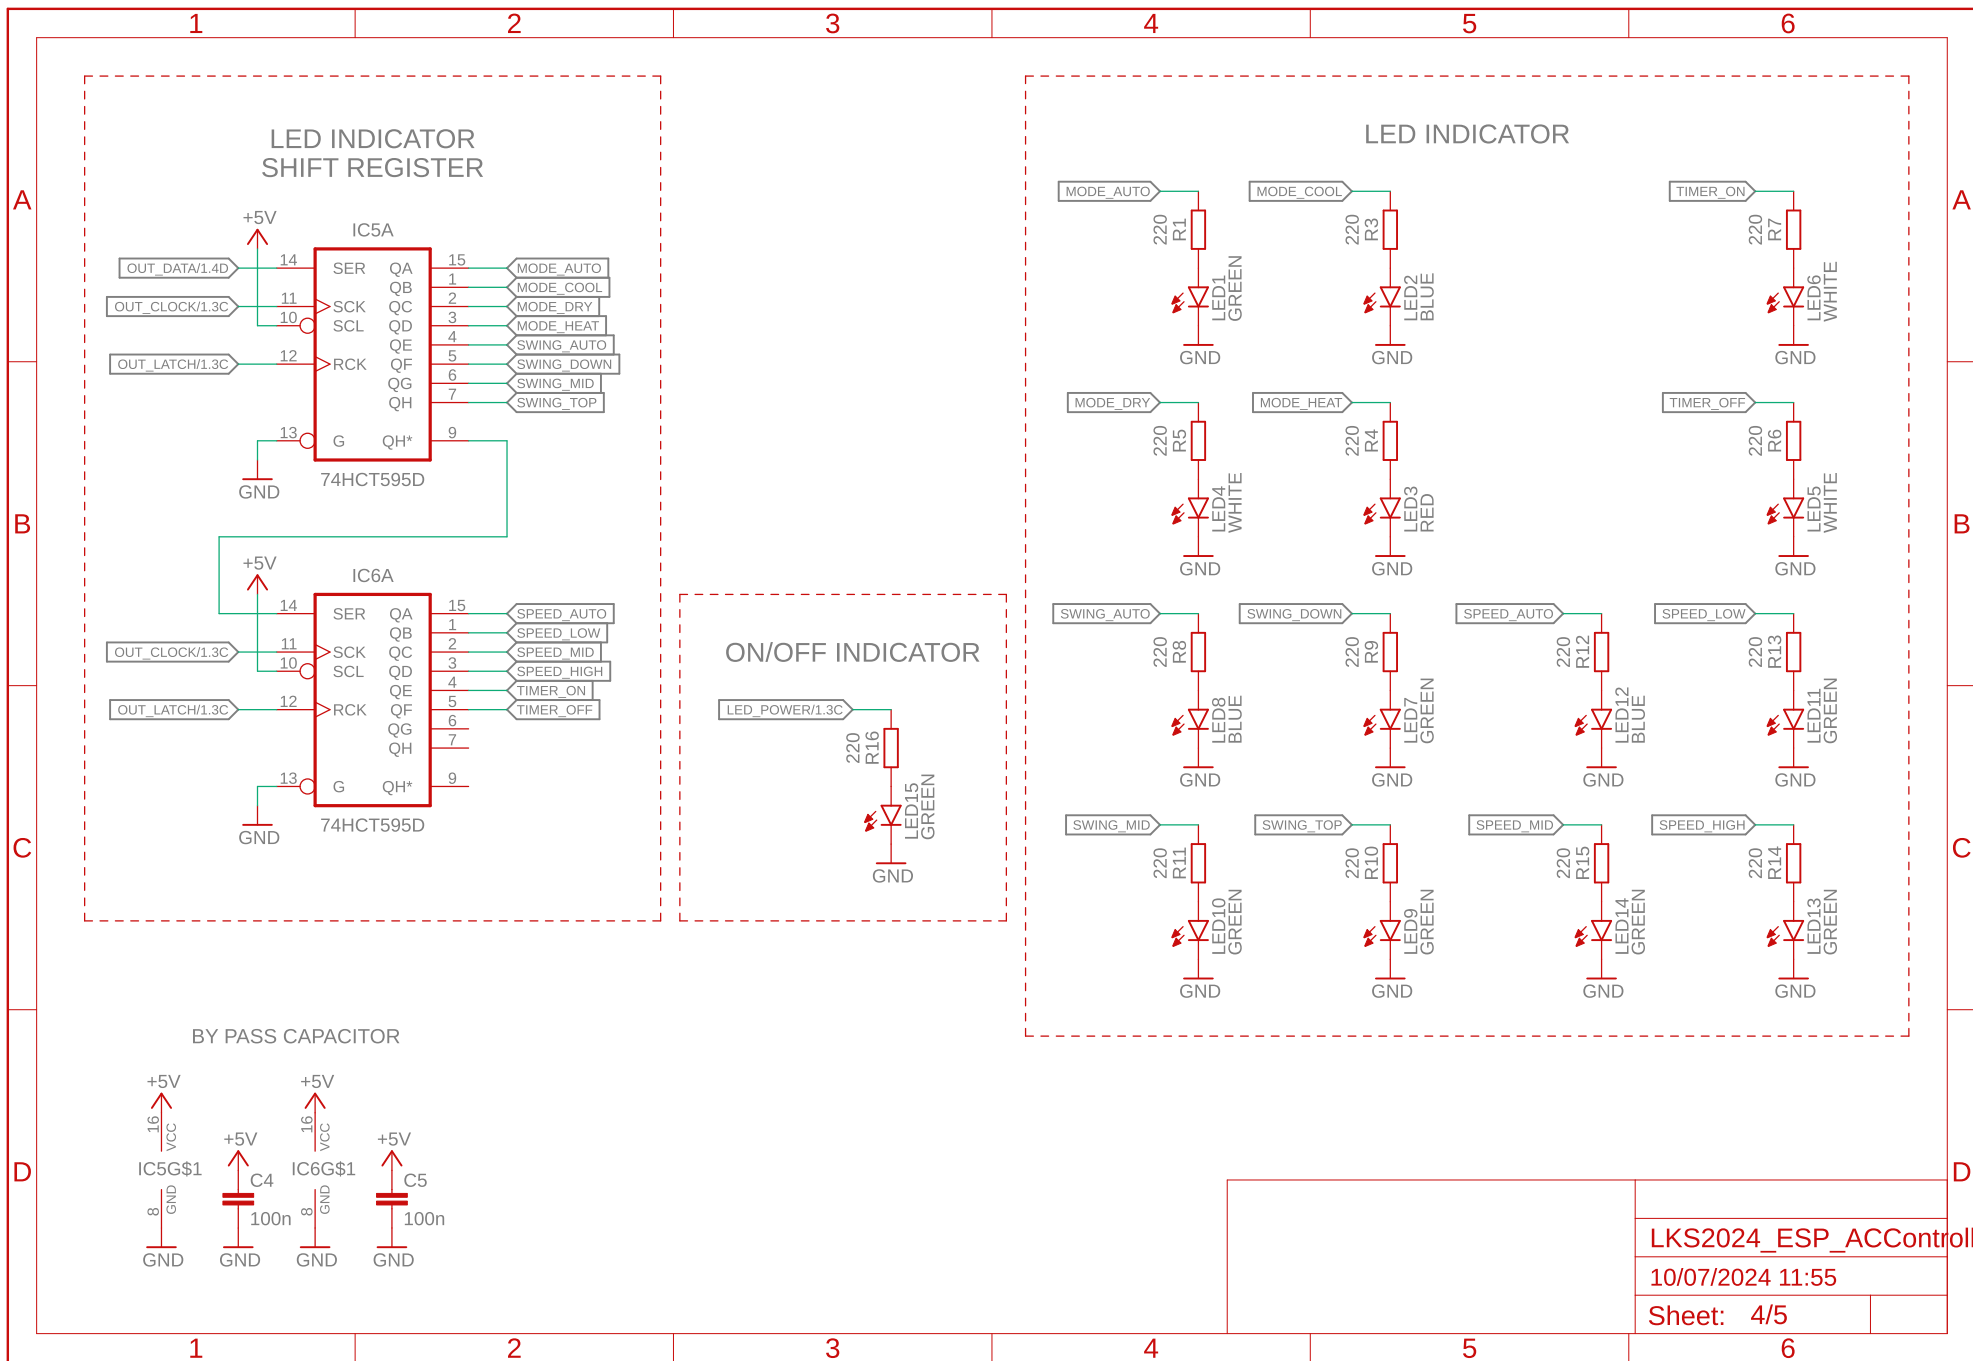 1 2 3 4 5 6
A A
B B
C C
D D
LED INDICATOR
SHIFT REGISTER
+5V
IC5A
OUT_DATA/1.4D 14 SER QA 15 MODE_AUTO
QB 1 MODE_COOL
OUT_CLOCK/1.3C 11 SCK QC 2 MODE_DRY
10 SCL QD 3 MODE_HEAT
QE 4 SWING_AUTO
OUT_LATCH/1.3C 12 RCK QF 5 SWING_DOWN
QG 6 SWING_MID
QH 7 SWING_TOP
13 G QH* 9
GND
74HCT595D
+5V
IC6A
14 SER QA 15 SPEED_AUTO
QB 1 SPEED_LOW
OUT_CLOCK/1.3C 11 SCK QC 2 SPEED_MID
10 SCL QD 3 SPEED_HIGH
QE 4 TIMER_ON
OUT_LATCH/1.3C 12 RCK QF 5 TIMER_OFF
QG 6
QH 7
13 G QH* 9
GND
74HCT595D
ON/OFF INDICATOR
LED_POWER/1.3C
220
R16
LED15
GREEN
GND
LED INDICATOR
MODE_AUTO
220
R1
LED1
GREEN
GND
MODE_COOL
220
R3
LED2
BLUE
GND
TIMER_ON
220
R7
LED6
WHITE
GND
MODE_DRY
220
R5
LED4
WHITE
GND
MODE_HEAT
220
R4
LED3
RED
GND
TIMER_OFF
220
R6
LED5
WHITE
GND
SWING_AUTO
220
R8
LED8
BLUE
GND
SWING_DOWN
220
R9
LED7
GREEN
GND
SPEED_AUTO
220
R12
LED12
BLUE
GND
SPEED_LOW
220
R13
LED11
GREEN
GND
SWING_MID
220
R11
LED10
GREEN
GND
SWING_TOP
220
R10
LED9
GREEN
GND
SPEED_MID
220
R15
LED14
GREEN
GND
SPEED_HIGH
220
R14
LED13
GREEN
GND
BY PASS CAPACITOR
+5V
16
VCC
IC5G$1
8
GND
GND
+5V
C4
100n
GND
+5V
16
VCC
IC6G$1
8
GND
GND
+5V
C5
100n
GND
LKS2024_ESP_ACControll
10/07/2024 11:55
Sheet: 4/5
1 2 3 4 5 6